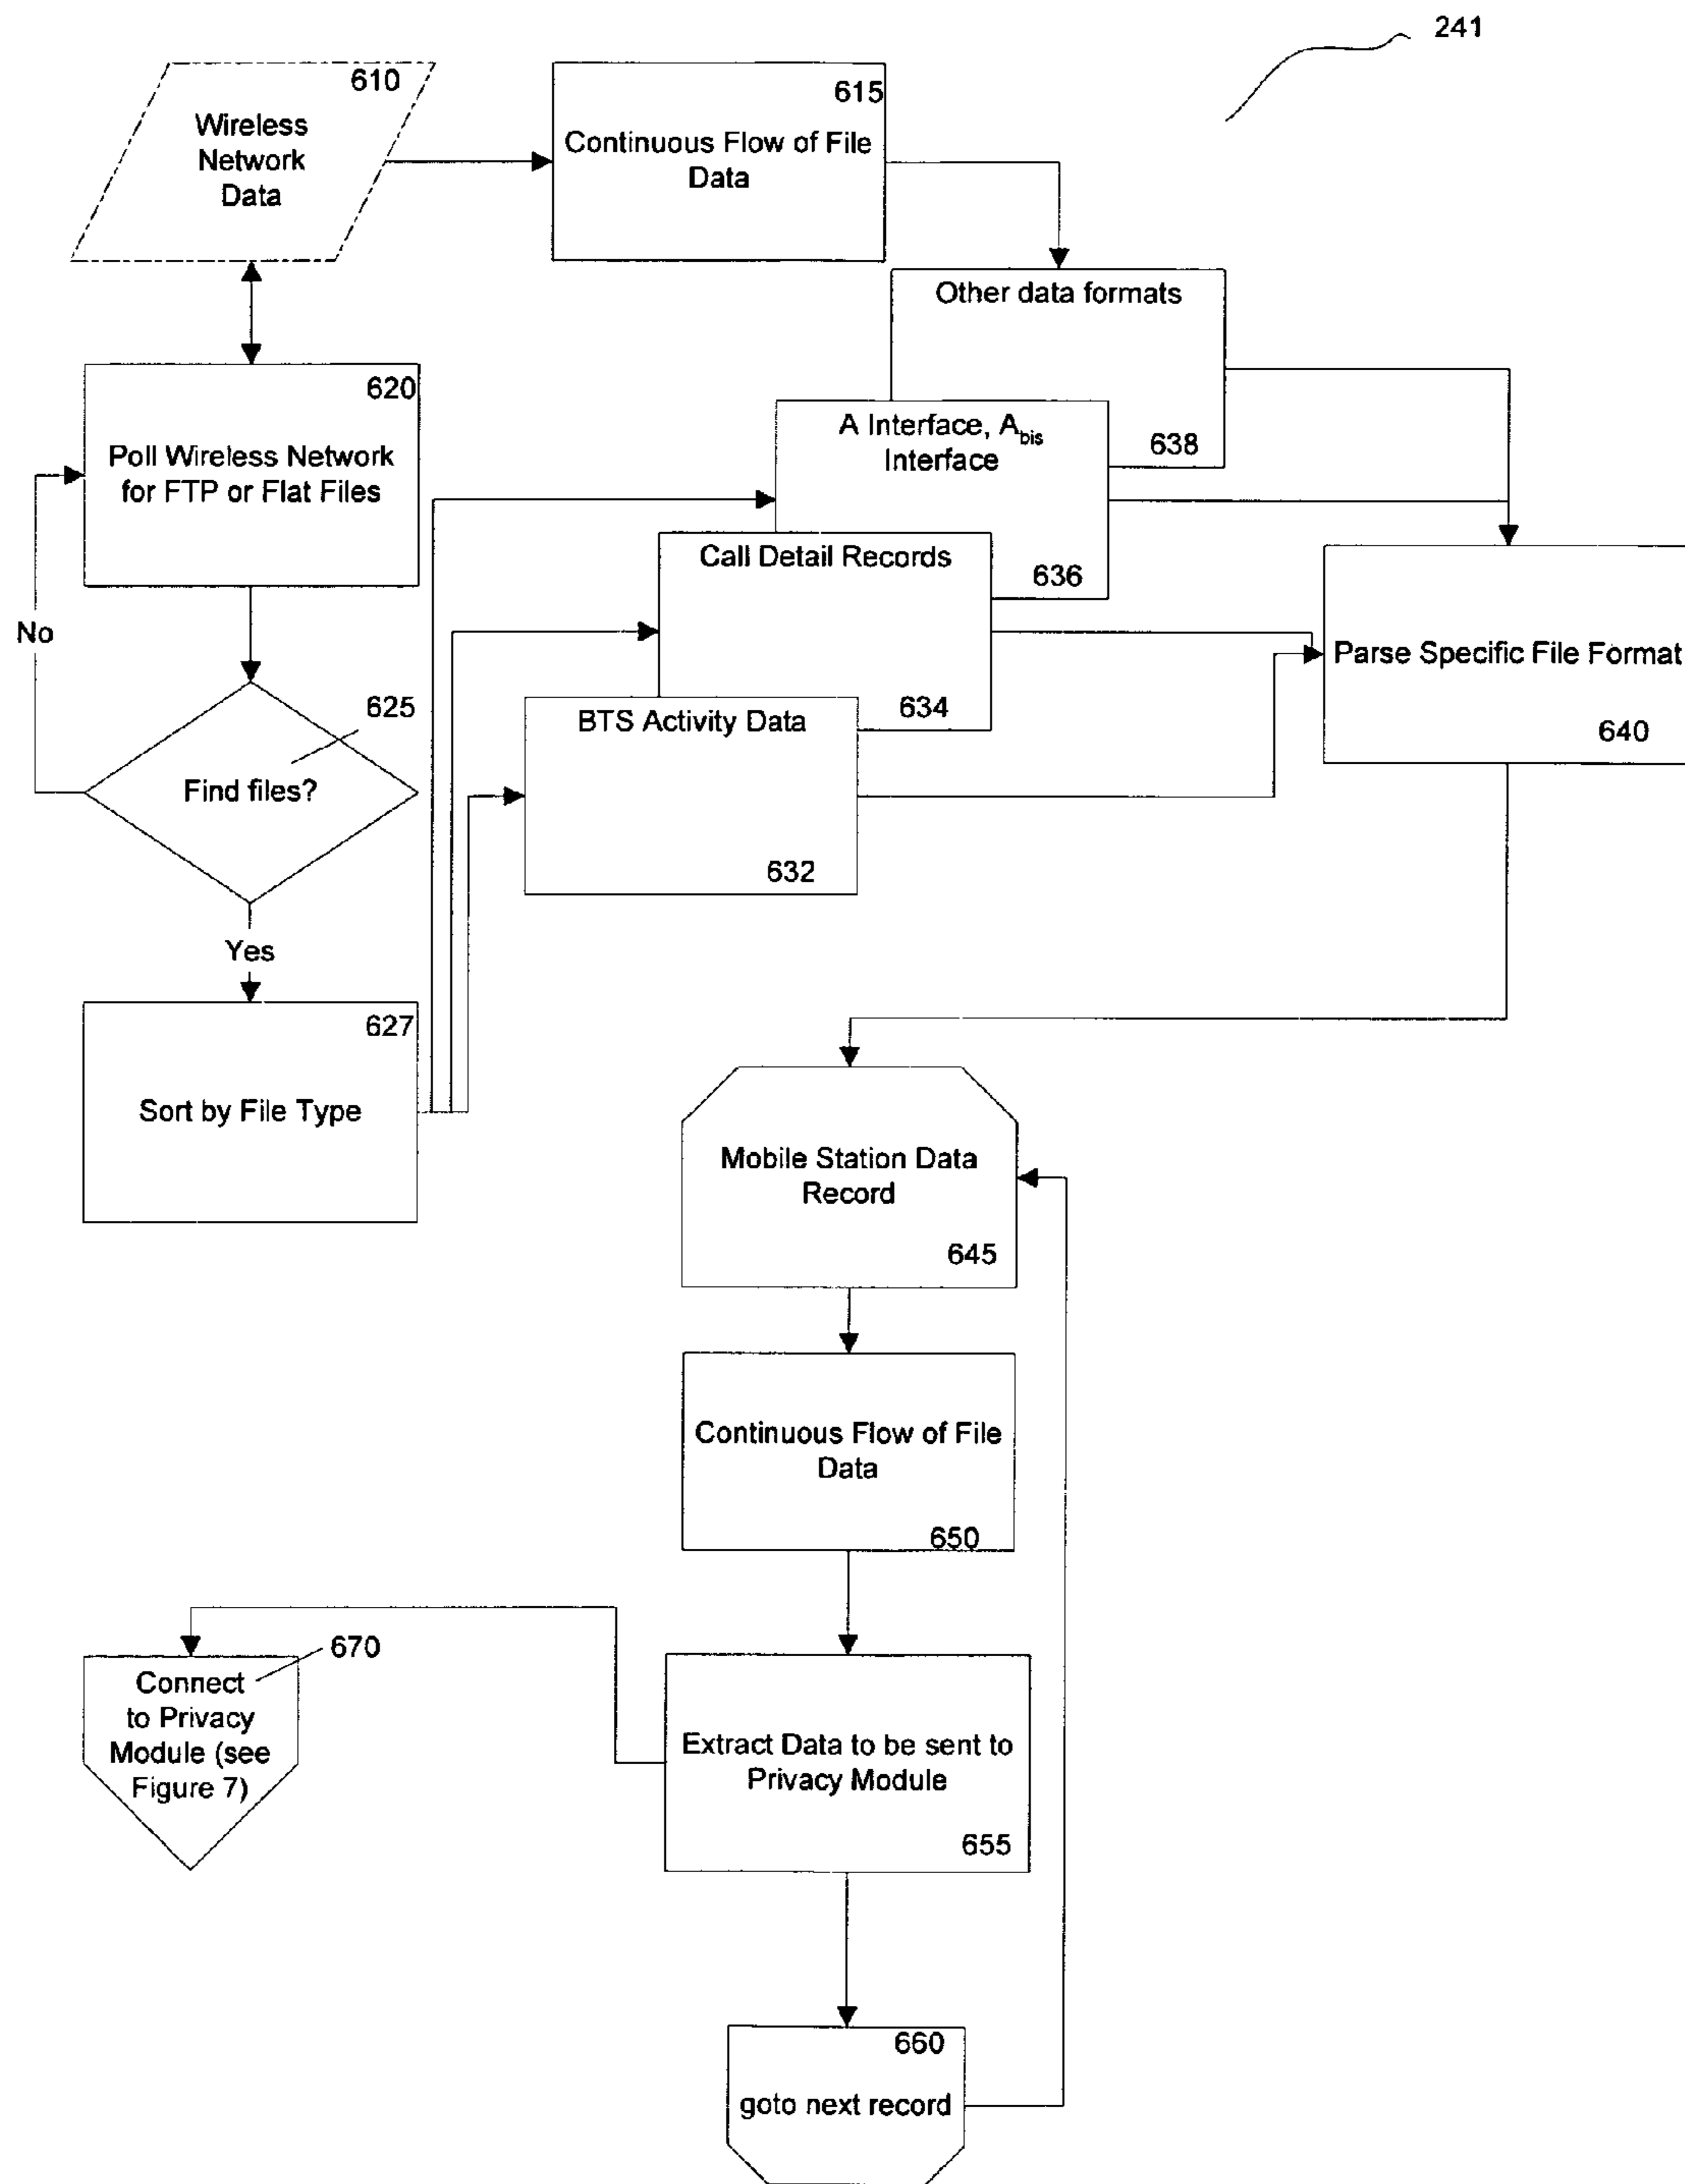 241
610
Wireless
Network
Data
615
Continuous Flow of File
Data
Other data formats
638
620
Poll Wireless Network
for FTP or Flat Files
A Interface, Abis
Interface
636
Call Detail Records
634
No
Parse Specific File Format
640
625
Find files?
BTS Activity Data
632
Yes
627
Sort by File Type
Mobile Station Data
Record
645
Continuous Flow of File
Data
650
670
Connect
to Privacy
Module (see
Figure 7)
Extract Data to be sent to
Privacy Module
655
660
goto next record